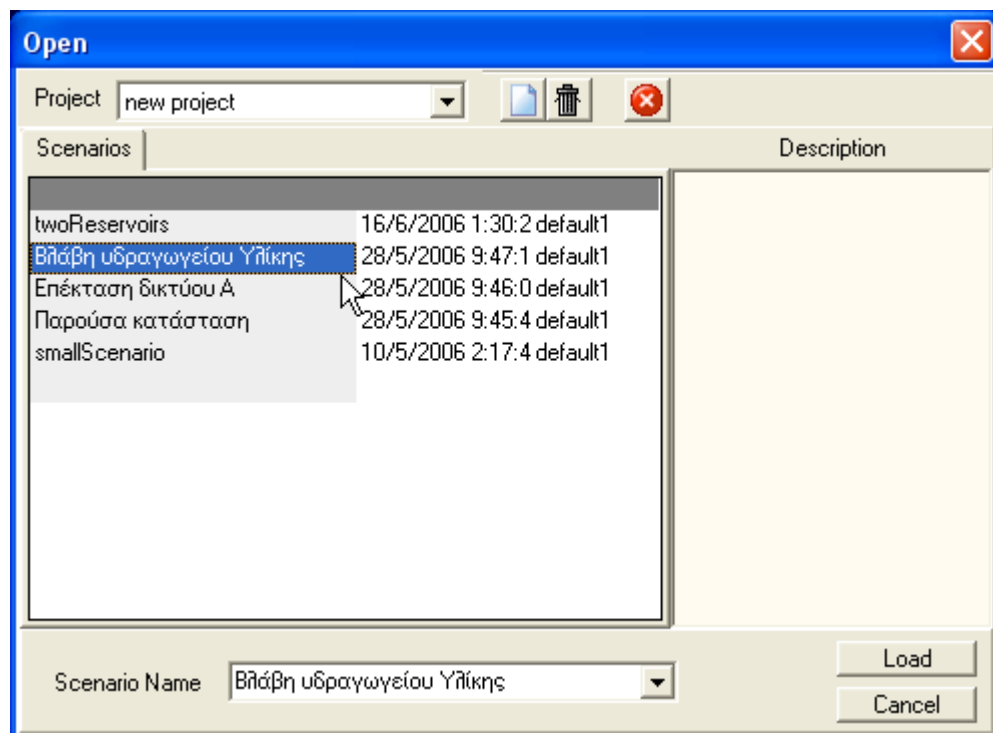 Open
Project new project
Scenarios Description
twoReservoirs 16/6/2006 1:30:2 default1
Βλάβη υδραγωγείου Υλίκης 28/5/2006 9:47:1 default1
Επέκταση δικτύου Α 28/5/2006 9:46:0 default1
Παρούσα κατάσταση 28/5/2006 9:45:4 default1
smallScenario 10/5/2006 2:17:4 default1
Scenario Name Βλάβη υδραγωγείου Υλίκης
Load
Cancel